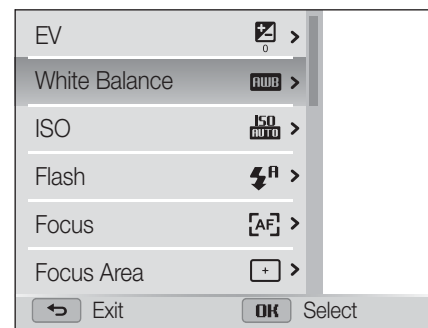 EV 0
White Balance AWB
ISO ISO AUTO
Flash A
Focus AF
Focus Area
Exit OK Select